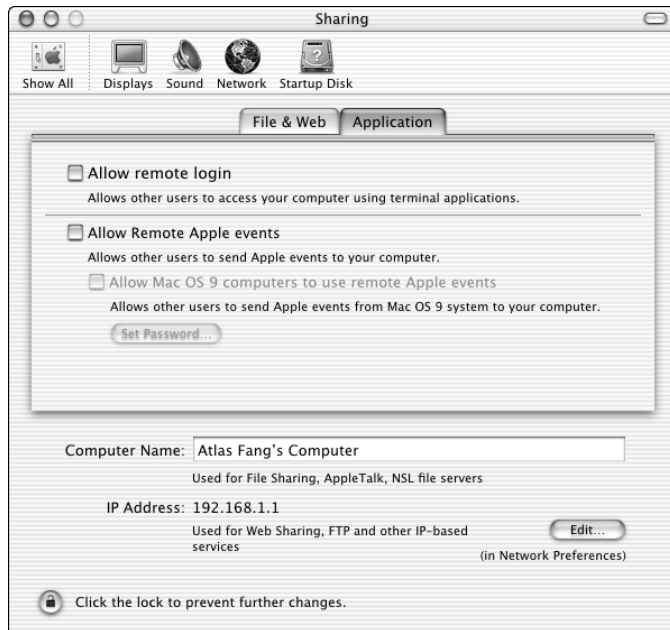 Sharing
Show All Displays Sound Network Startup Disk
File & Web Application
Allow remote login
Allows other users to access your computer using terminal applications.
Allow Remote Apple events
Allows other users to send Apple events to your computer.
Allow Mac OS 9 computers to use remote Apple events
Allows other users to send Apple events from Mac OS 9 system to your computer.
Set Password...
Computer Name: Atlas Fang's Computer
Used for File Sharing, AppleTalk, NSL file servers
IP Address: 192.168.1.1
Used for Web Sharing, FTP and other IP-based
services
Edit...
(in Network Preferences)
Click the lock to prevent further changes.